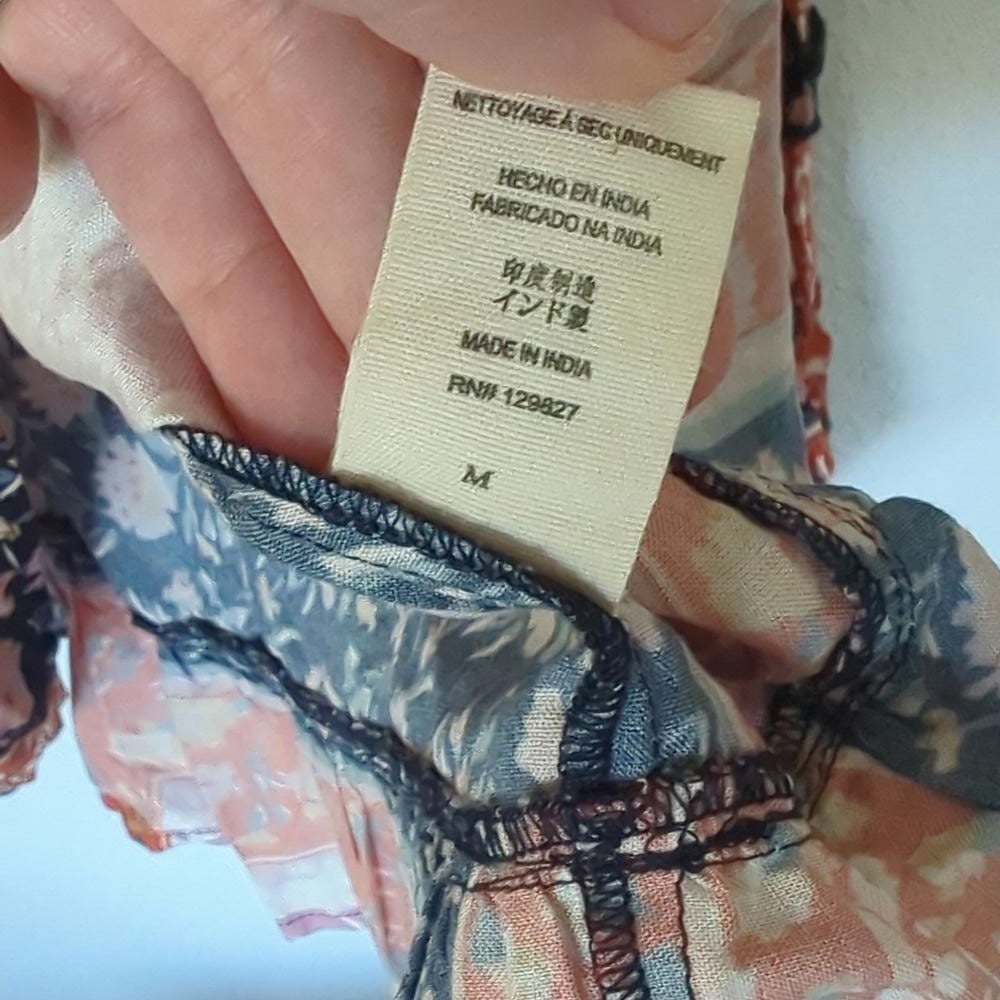 NETTOYAGE À SEC UNIQUEMENT
HECHO EN INDIA
FABRICADO NA INDIA
印度制造
インド製
MADE IN INDIA
RN# 129827
M